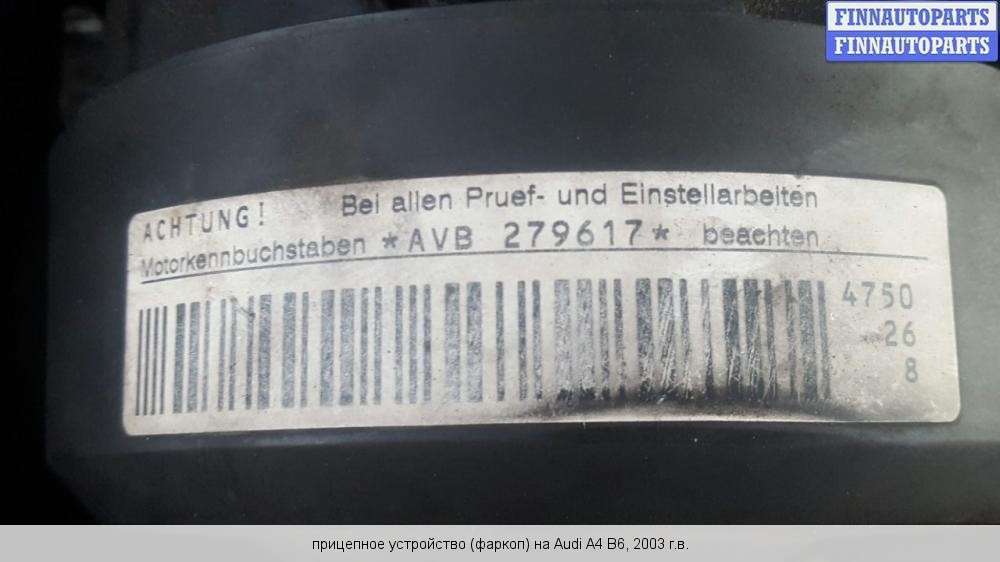 FINNAUTOPARTS
FINNAUTOPARTS
ACHTUNG! Bei allen Pruef- und Einstellarbeiten
Motorkennbuchstaben *AVB 279617* beachten
4750
26
8
прицепное устройство (фаркоп) на Audi A4 B6, 2003 г.в.